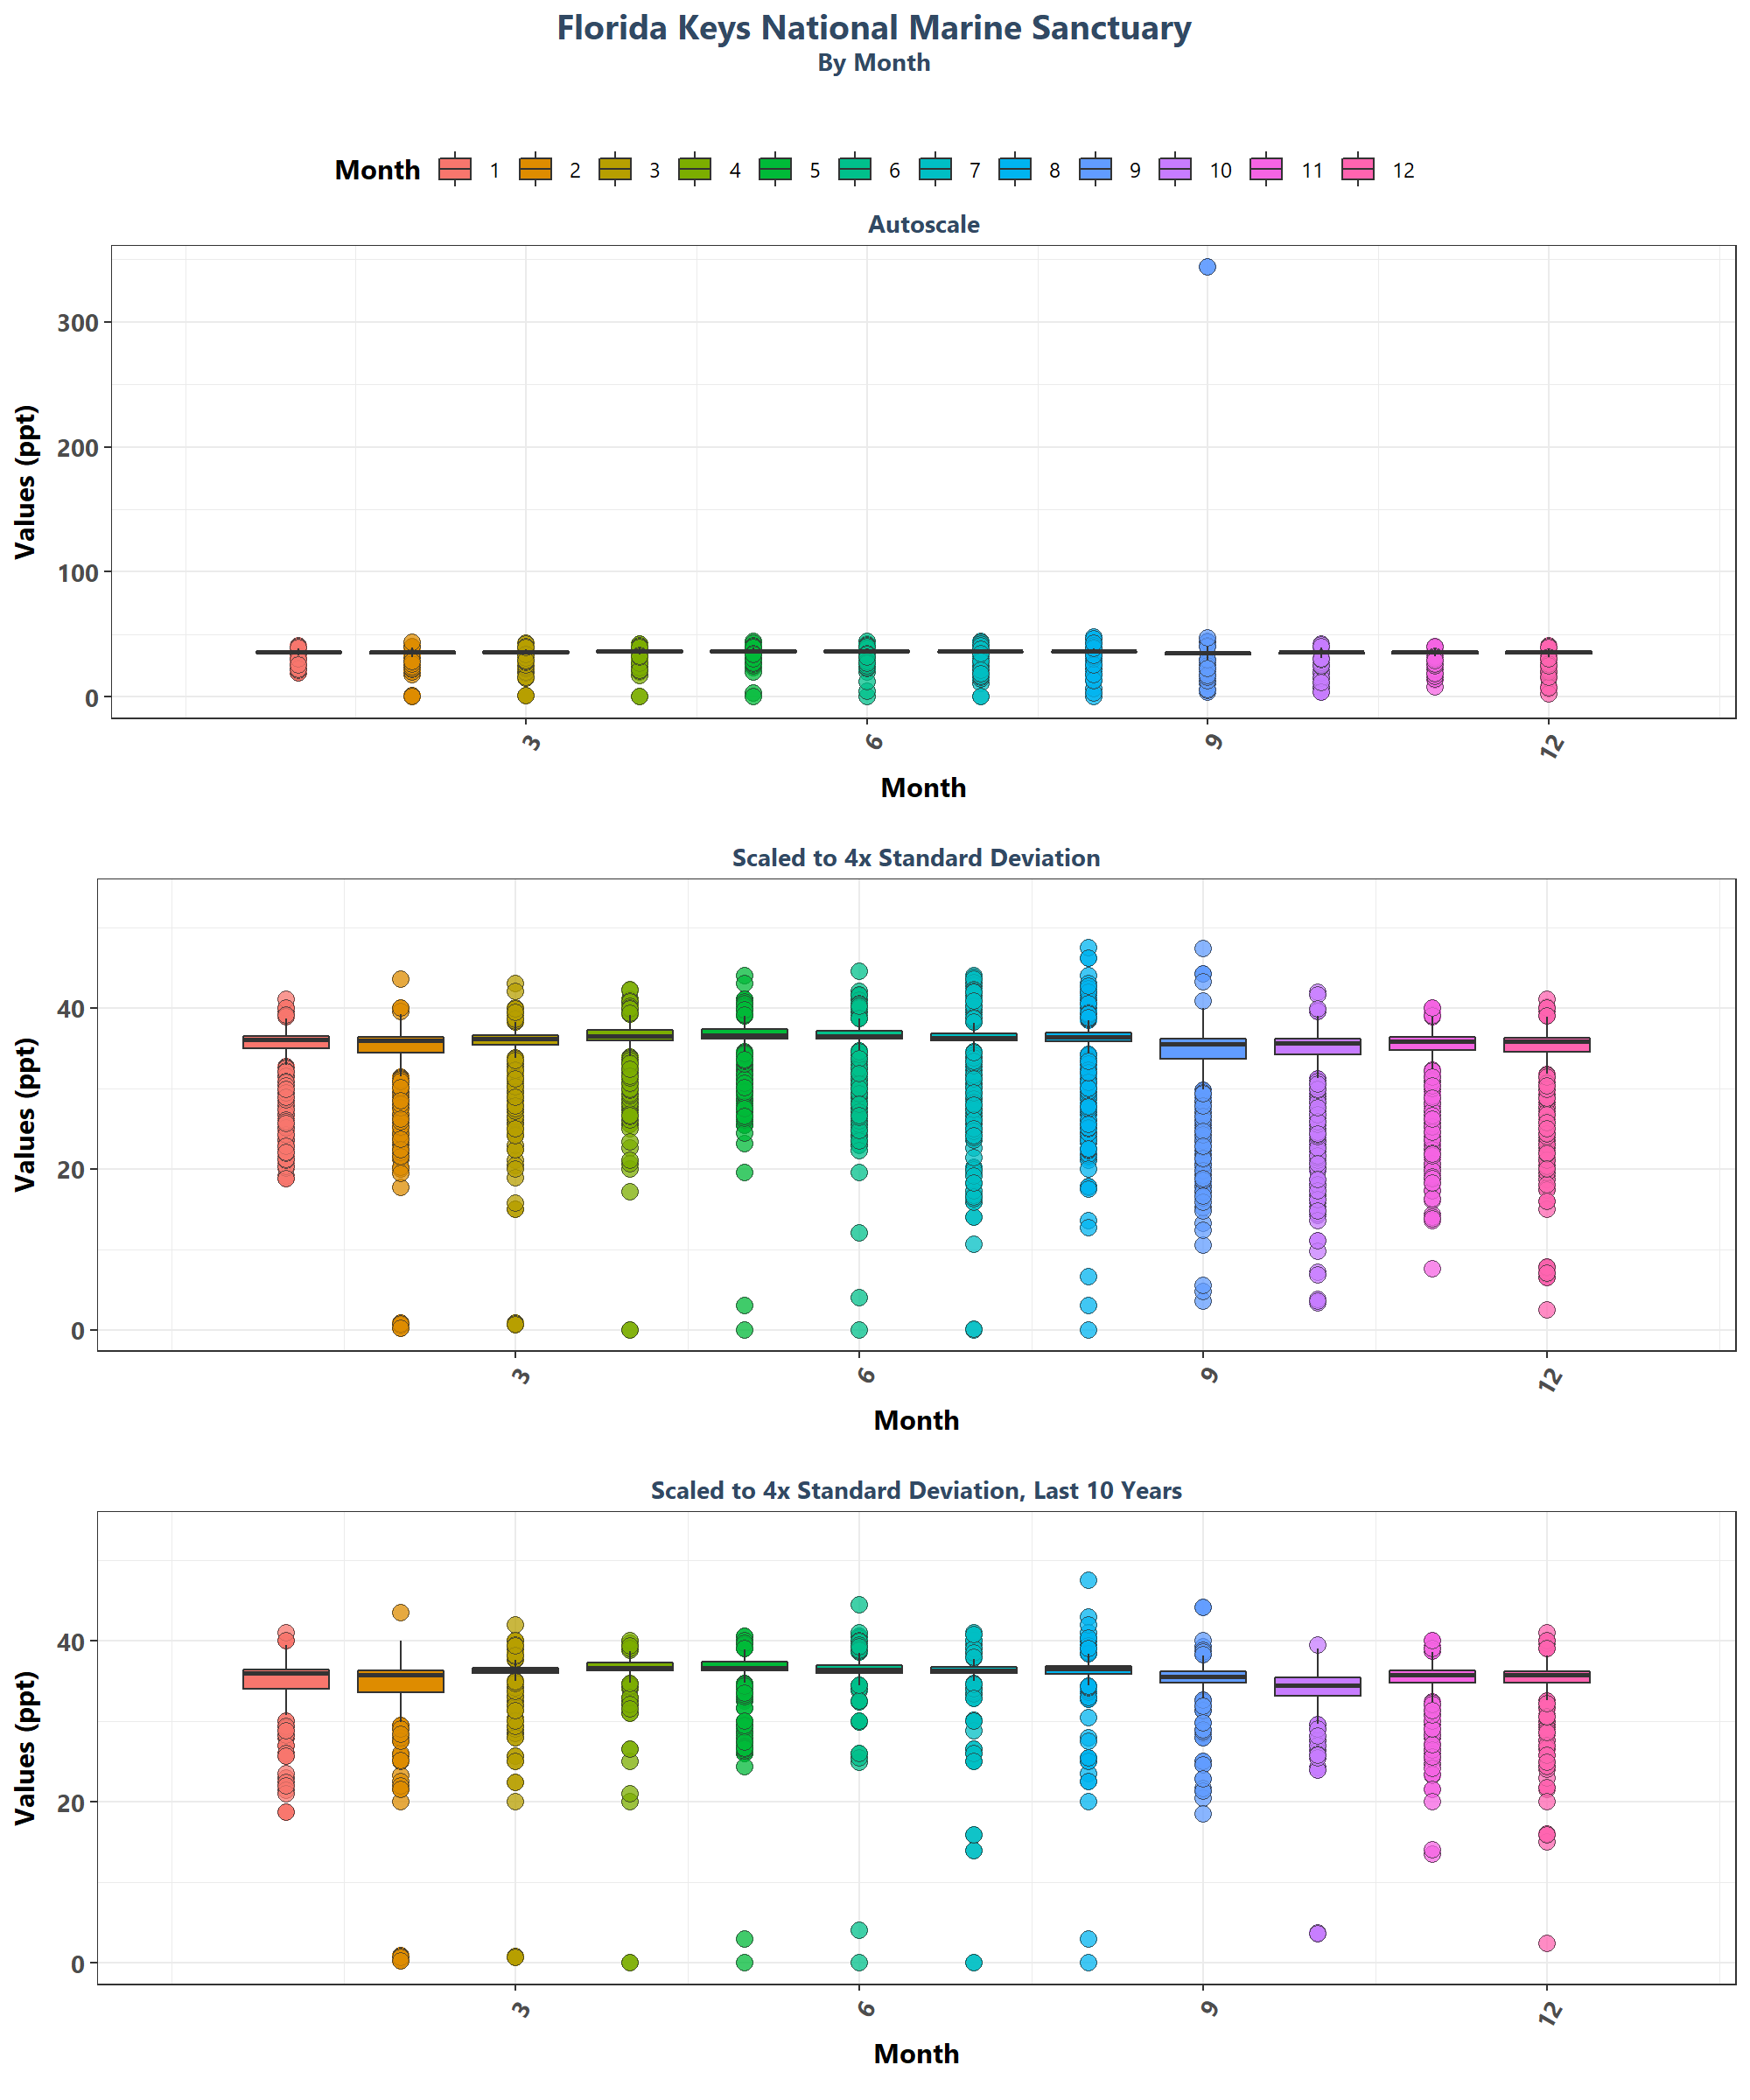 Florida Keys National Marine Sanctuary
By Month
Month 1 2 3 4 5 6 7 8 9 10 11 12
Autoscale
Values (ppt)
300
200
100
0
3 6 9 12
Month
Scaled to 4x Standard Deviation
Values (ppt)
40
20
0
3 6 9 12
Month
Scaled to 4x Standard Deviation, Last 10 Years
Values (ppt)
40
20
0
3 6 9 12
Month